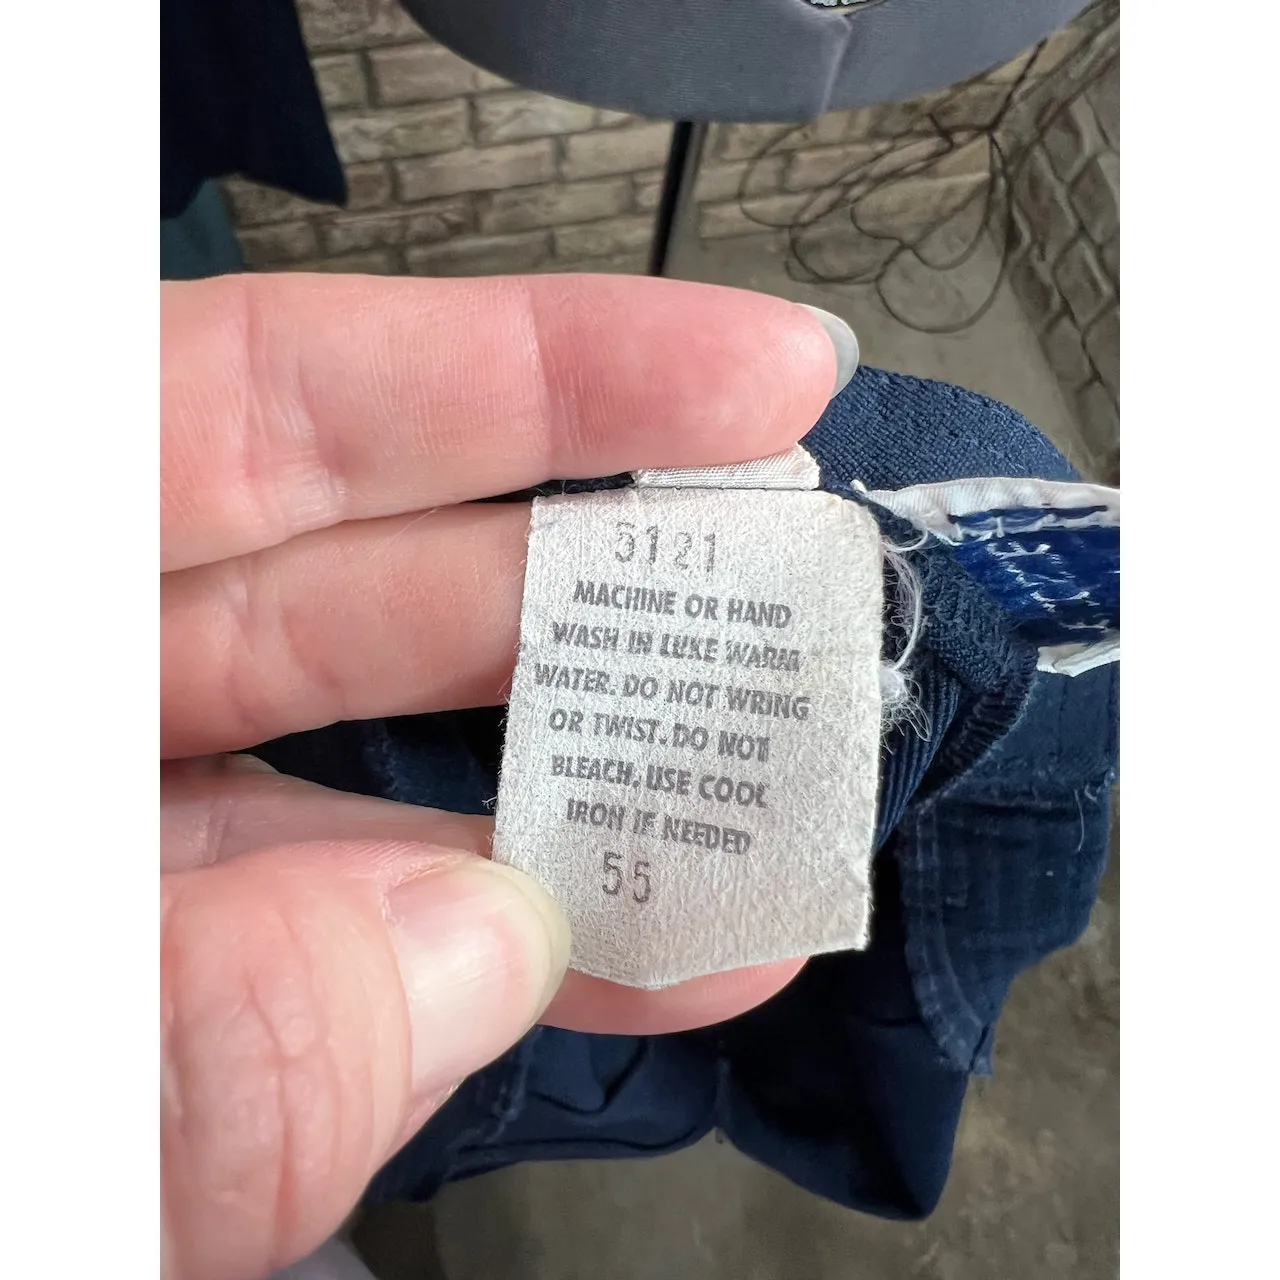 5121
MACHINE OR HAND
WASH IN LUKE WARM
WATER. DO NOT WRING
OR TWIST. DO NOT
BLEACH. USE COOL
IRON IF NEEDED
55